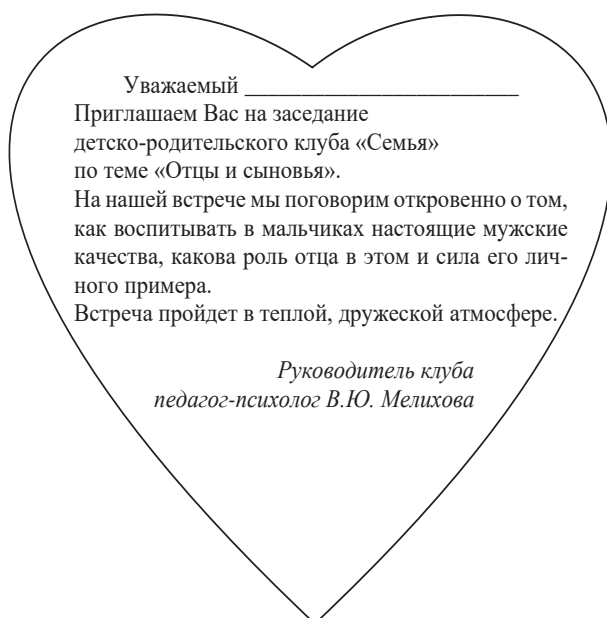 Уважаемый _______________________
Приглашаем Вас на заседание
детско-родительского клуба «Семья»
по теме «Отцы и сыновья».
На нашей встрече мы поговорим откровенно о том,
как воспитывать в мальчиках настоящие мужские
качества, какова роль отца в этом и сила его лич-
ного примера.
Встреча пройдет в теплой, дружеской атмосфере.
Руководитель клуба
педагог-психолог В.Ю. Мелихова